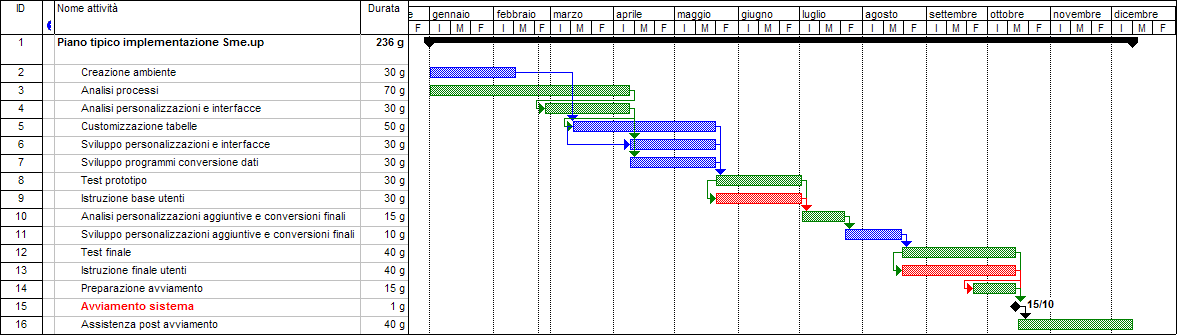 ID Nome attività Durata e gennaio febbraio marzo aprile maggio giugno luglio agosto settembre ottobre novembre dicembre
F I M F I M F I M F I M F I M F I M F I M F I M F I M F I M F I M F I M F
1 Piano tipico implementazione Sme.up 236 g
2 Creazione ambiente 30 g
3 Analisi processi 70 g
4 Analisi personalizzazioni e interfacce 30 g
5 Customizzazione tabelle 50 g
6 Sviluppo personalizzazioni e interfacce 30 g
7 Sviluppo programmi conversione dati 30 g
8 Test prototipo 30 g
9 Istruzione base utenti 30 g
10 Analisi personalizzazioni aggiuntive e conversioni finali 15 g
11 Sviluppo personalizzazioni aggiuntive e conversioni finali 10 g
12 Test finale 40 g
13 Istruzione finale utenti 40 g
14 Preparazione avviamento 15 g
15 Avviamento sistema 1 g 15/10
16 Assistenza post avviamento 40 g